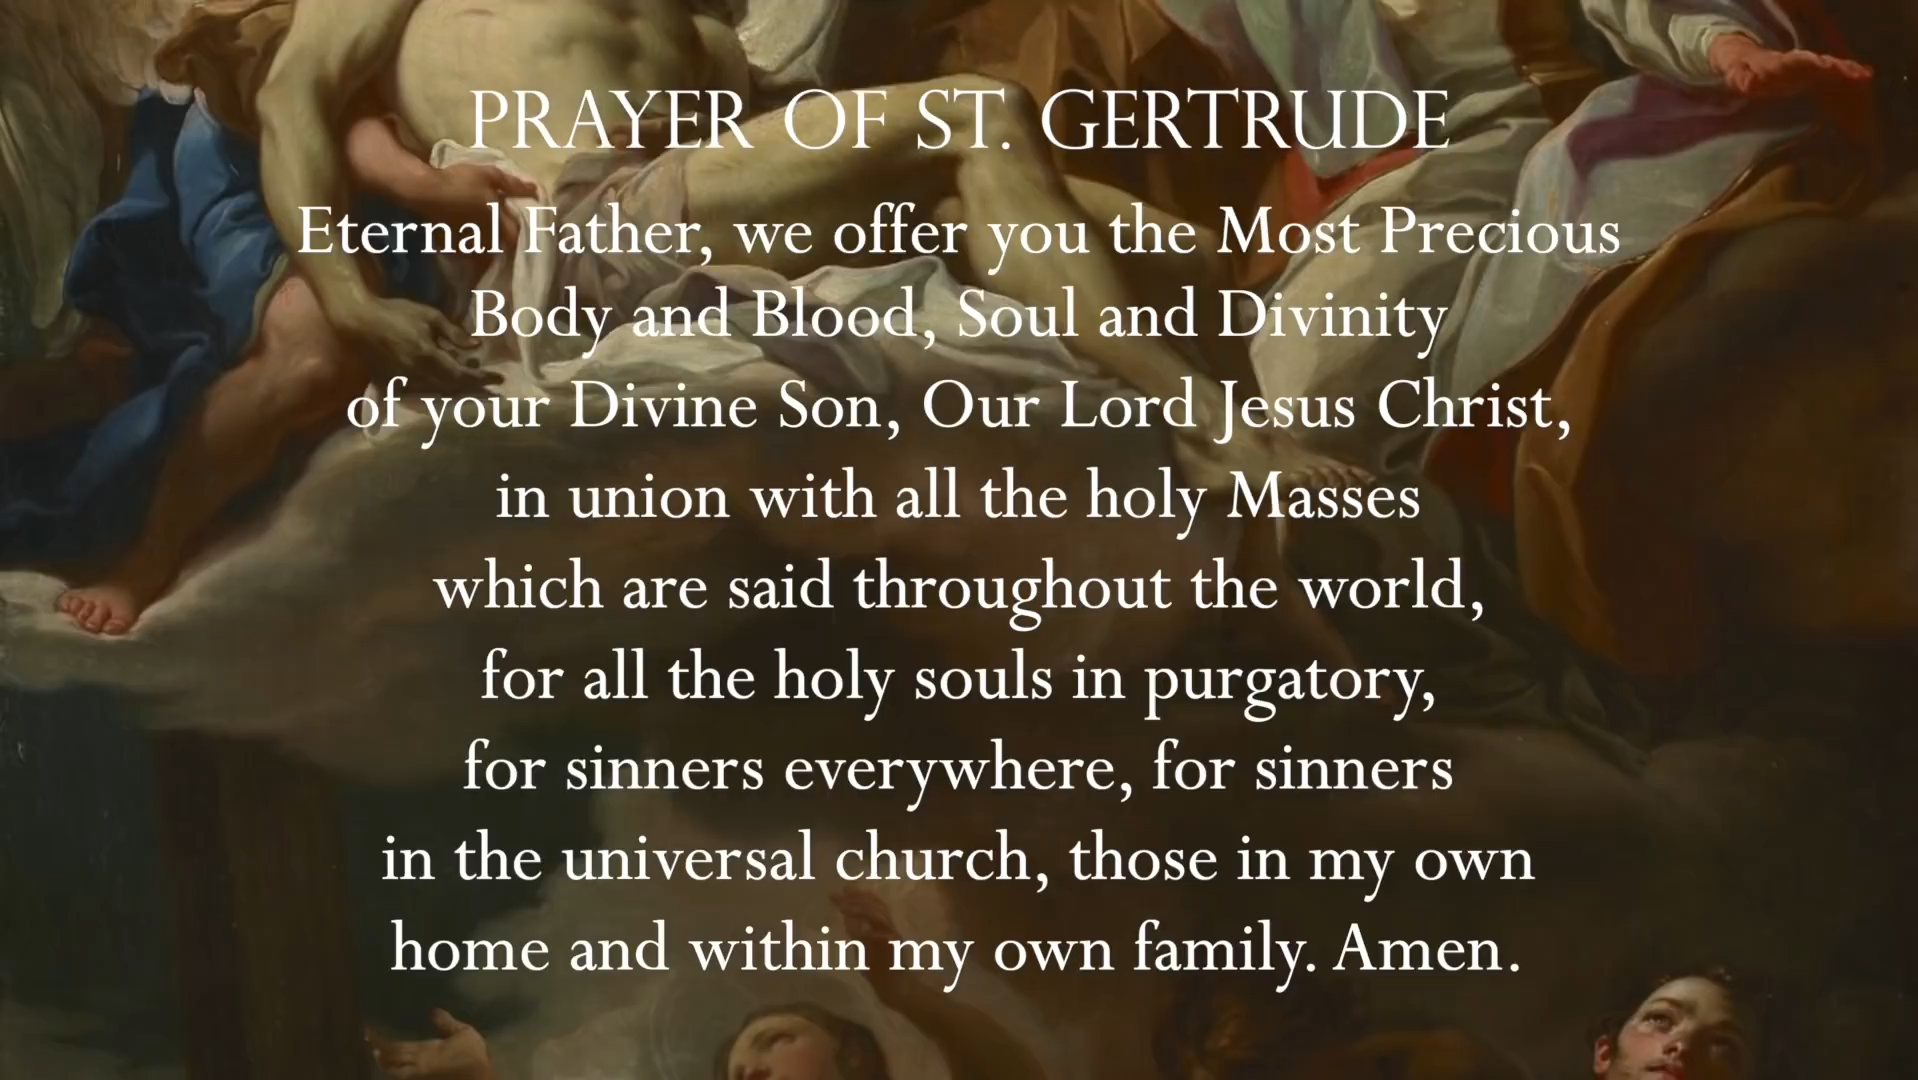 PRAYER OF ST. GERTRUDE
Eternal Father, we offer you the Most Precious
Body and Blood, Soul and Divinity
of your Divine Son, Our Lord Jesus Christ,
in union with all the holy Masses
which are said throughout the world,
for all the holy souls in purgatory,
for sinners everywhere, for sinners
in the universal church, those in my own
home and within my own family. Amen.